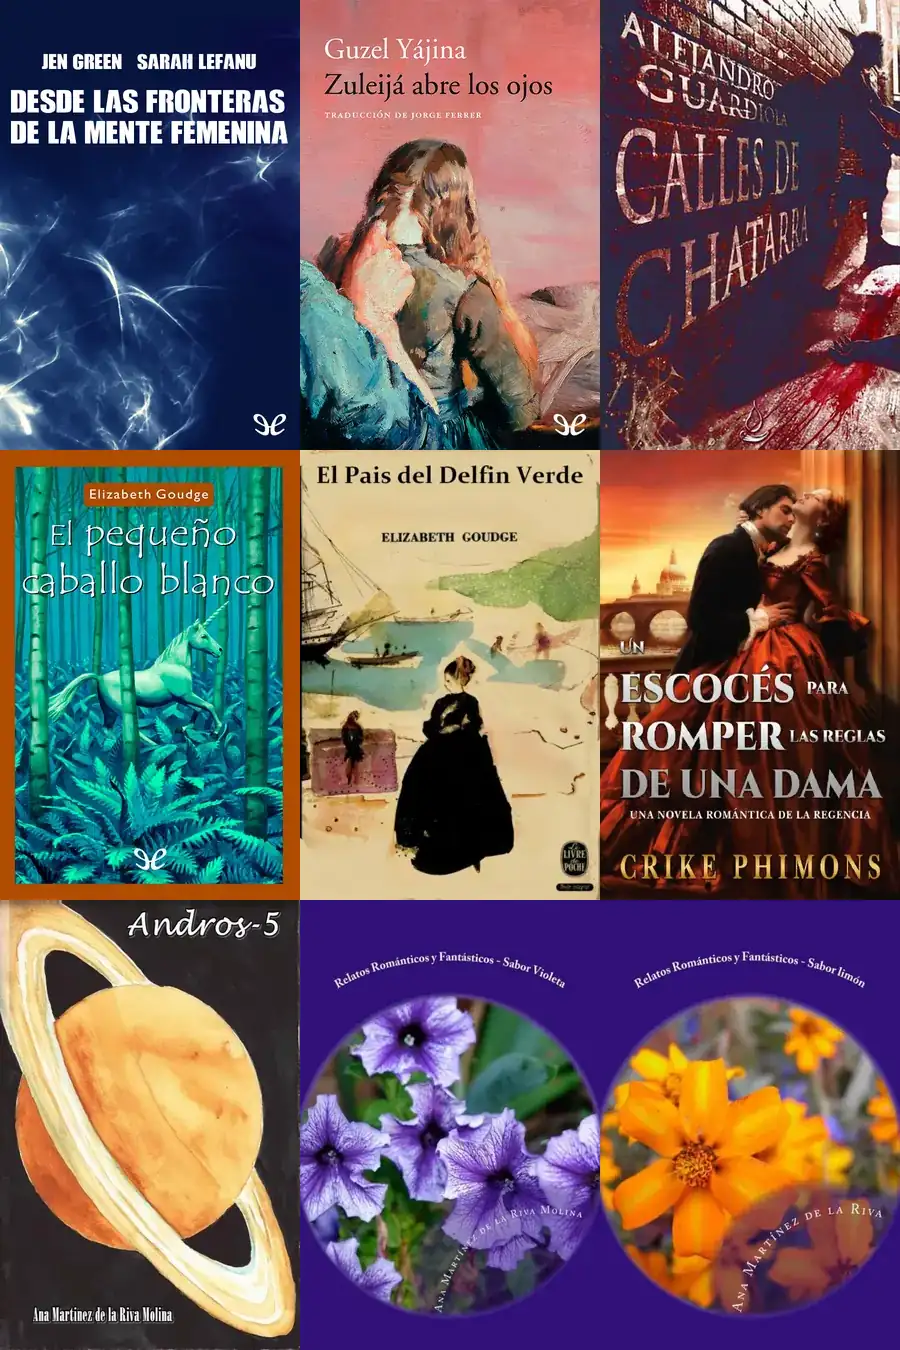 JEN GREEN SARAH LEFANU
DESDE LAS FRONTERAS
DE LA MENTE FEMENINA
Guzel Yájina
Zuleijá abre los ojos
TRADUCCIÓN DE JORGE FERRER
ALEJANDRO
GUARDIOLA
CALLES DE
CHATARRA
Elizabeth Goudge
El pequeño
caballo blanco
El Pais del Delfin Verde
ELIZABETH GOUDGE
Le
LIVRE
de
POCHE
UN
ESCOCÉS PARA
ROMPER LAS REGLAS
DE UNA DAMA
UNA NOVELA ROMÁNTICA DE LA REGENCIA
CRIKE PHIMONS
Andros-5
Ana Martínez de la Riva Molina
Relatos Románticos y Fantásticos - Sabor Violeta
ANA MARTÍNEZ DE LA RIVA MOLINA
Relatos Románticos y Fantásticos - Sabor limón
ANA MARTÍNEZ DE LA RIVA